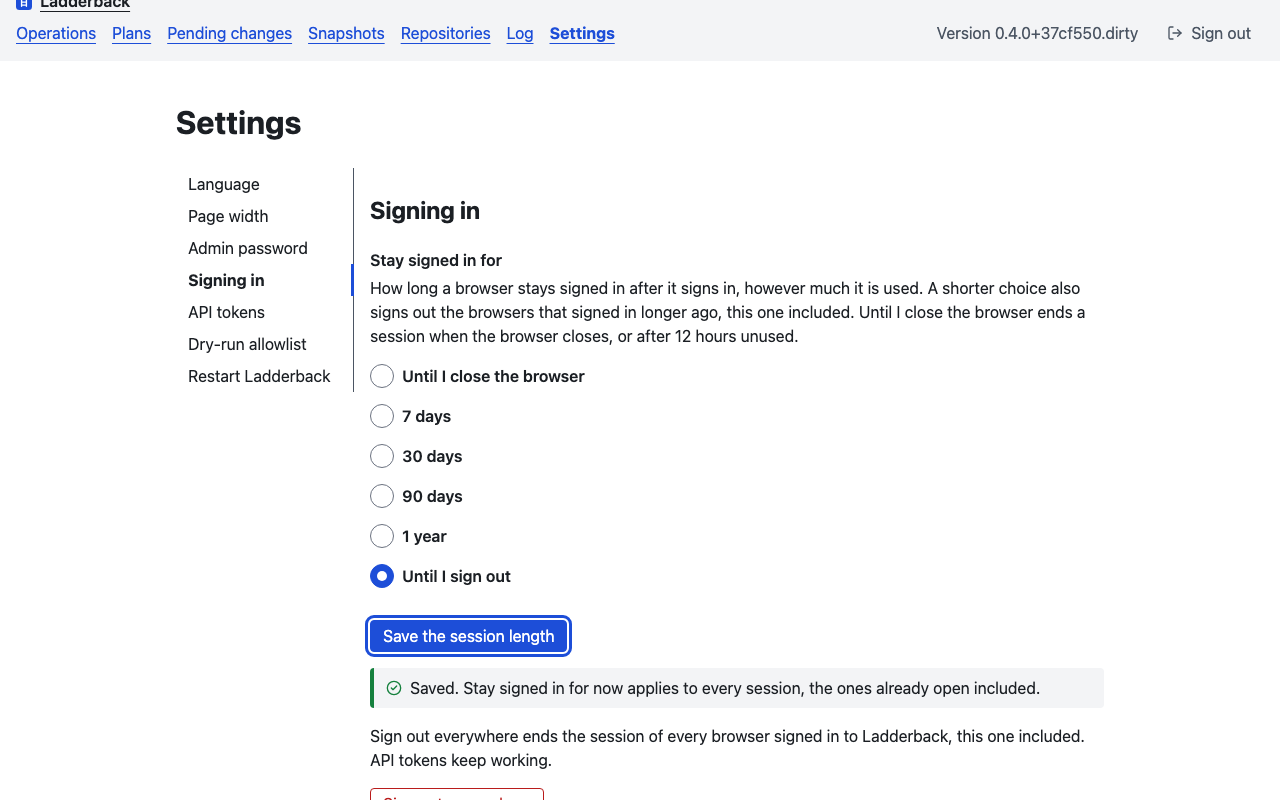 Ladderback
Operations Plans Pending changes Snapshots Repositories Log Settings Version 0.4.0+37cf550.dirty Sign out
Settings
Language
Page width
Admin password
Signing in
API tokens
Dry-run allowlist
Restart Ladderback
Signing in
Stay signed in for
How long a browser stays signed in after it signs in, however much it is used. A shorter choice also
signs out the browsers that signed in longer ago, this one included. Until I close the browser ends a
session when the browser closes, or after 12 hours unused.
Until I close the browser
7 days
30 days
90 days
1 year
Until I sign out
Save the session length
Saved. Stay signed in for now applies to every session, the ones already open included.
Sign out everywhere ends the session of every browser signed in to Ladderback, this one included.
API tokens keep working.